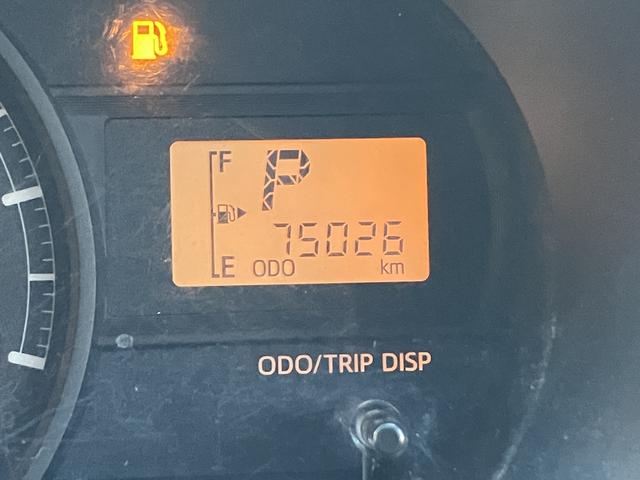 F
P
75026
E ODO km
ODO/TRIP DISP